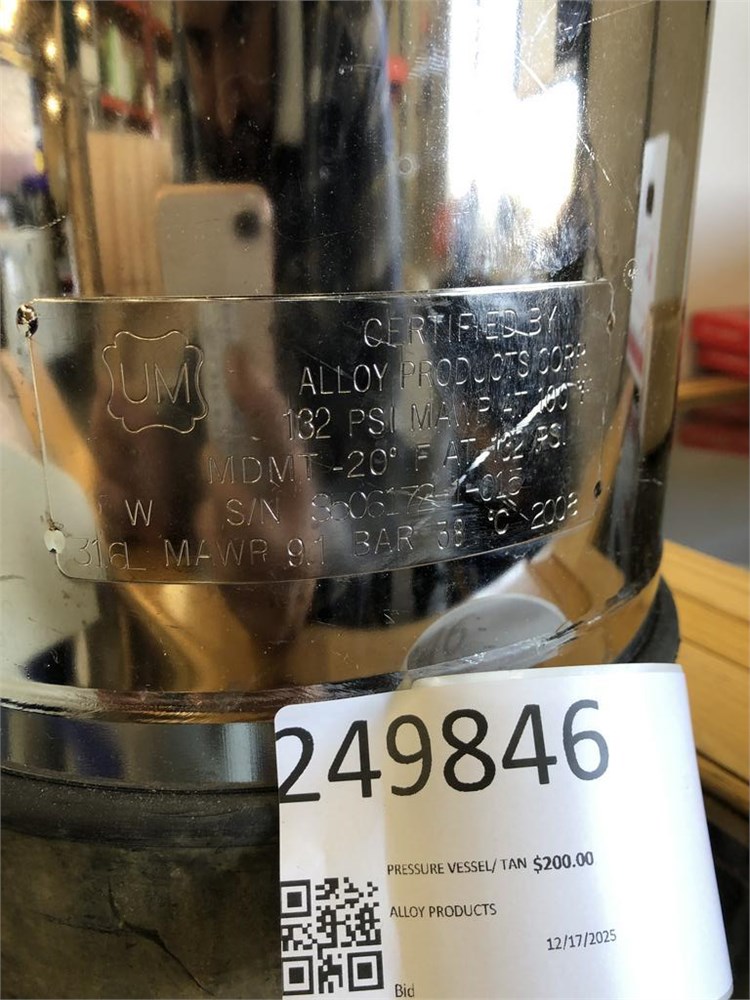 UM
CERTIFIED BY
ALLOY PRODUCTS CORP.
132 PSI MAWP AT 100 °F
MDMT -20° F AT 132 PSI
W S/N
316L MAWP 9.1 BAR 38 °C 2008
249846
PRESSURE VESSEL/ TAN $200.00
ALLOY PRODUCTS
12/17/2025
Bid